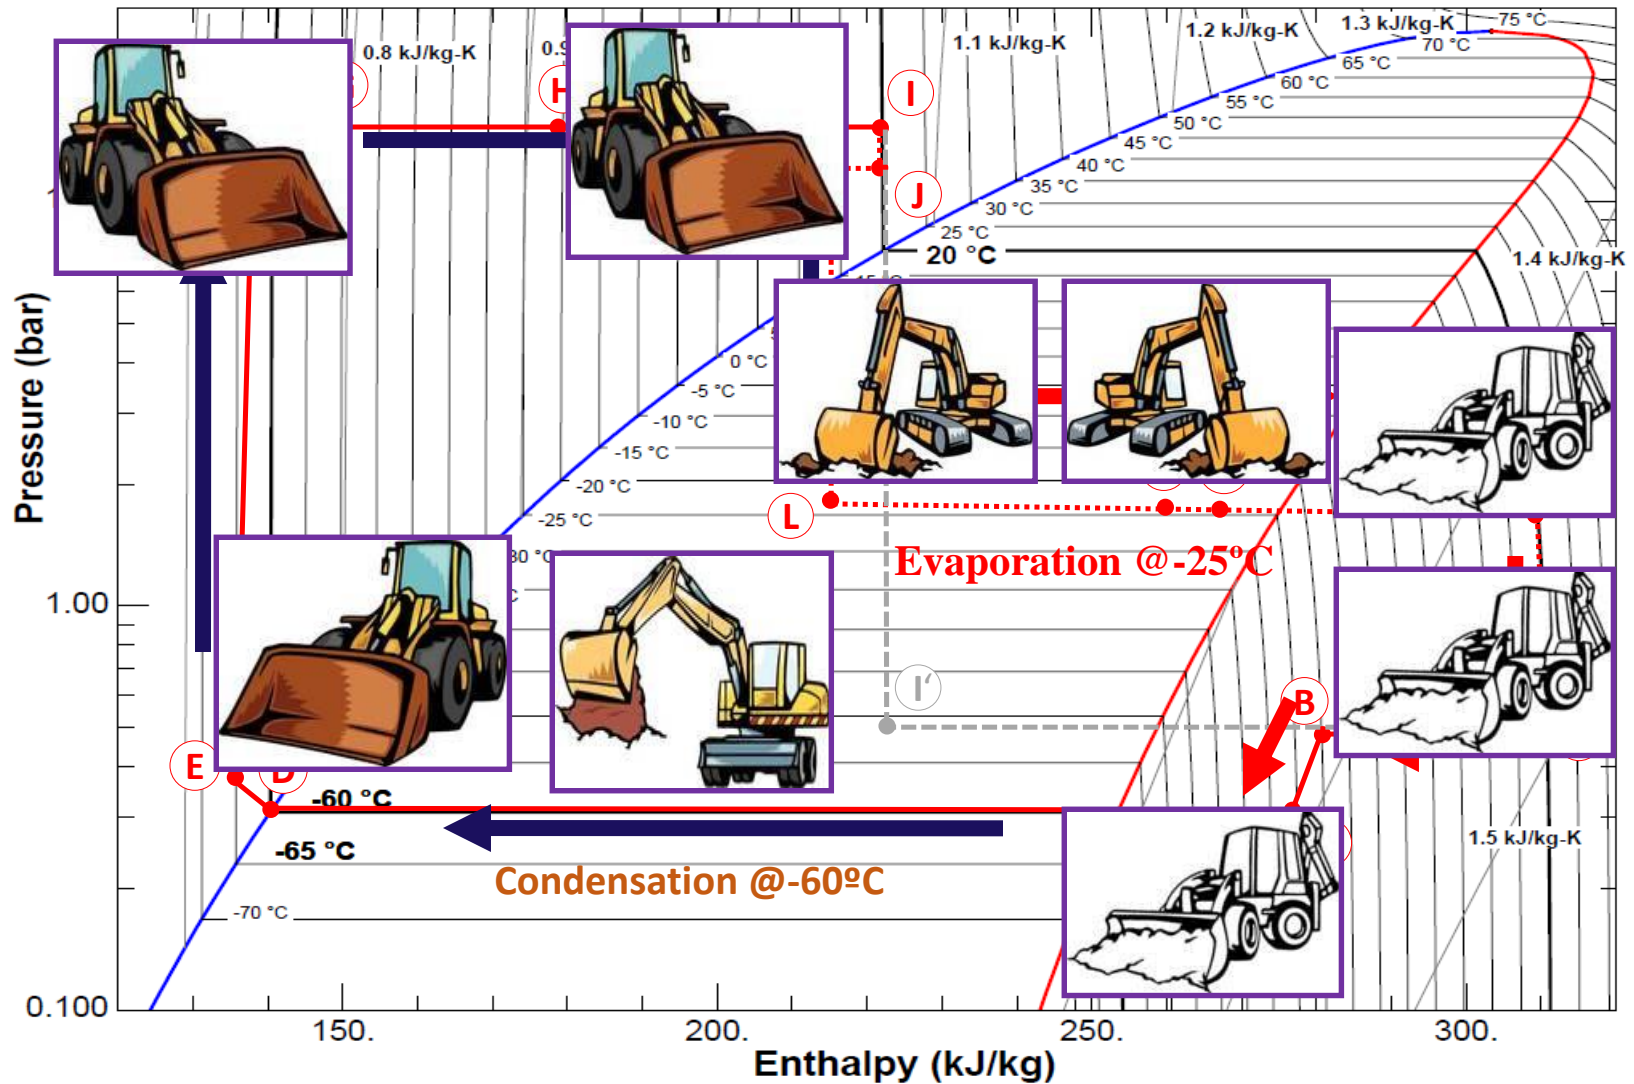 0.8 kJ/kg-K
1.1 kJ/kg-K
1.2 kJ/kg-K
1.3 kJ/kg-K
75 °C
70 °C
65 °C
60 °C
55 °C
50 °C
45 °C
40 °C
35 °C
30 °C
25 °C
20 °C
1.4 kJ/kg-K
H
I
J
0 °C
-5 °C
-10 °C
-15 °C
-20 °C
-25 °C
L
Evaporation @-25ºC
I‘
B
E
D
-60 °C
-65 °C
-70 °C
1.5 kJ/kg-K
Condensation @-60ºC
Pressure (bar)
1.00
0.100
150.
200.
250.
300.
Enthalpy (kJ/kg)